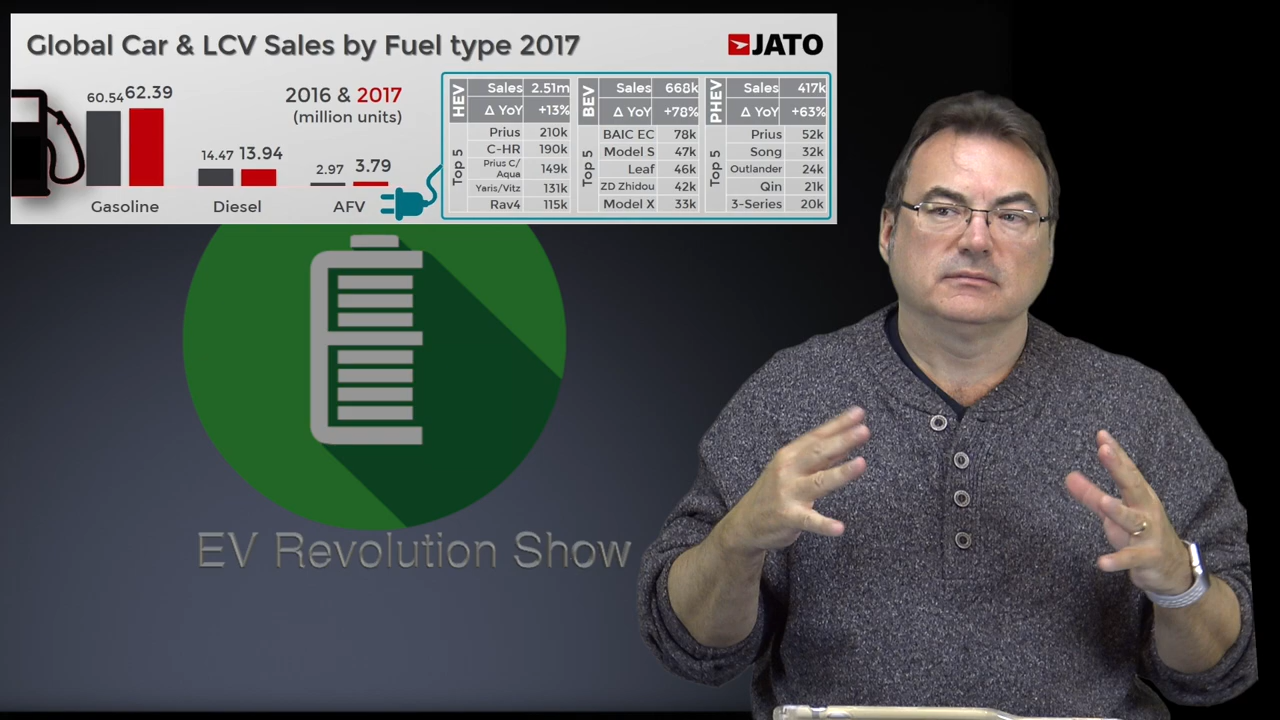 Global Car & LCV Sales by Fuel type 2017
JATO
60.54 62.39
14.47 13.94
2.97 3.79
2016 & 2017
(million units)
Gasoline
Diesel
AFV
HEV
Sales 2.51m
Δ YoY +13%
Top 5
Prius 210k
C-HR 190k
Prius C/
Aqua 149k
Yaris/Vitz 131k
Rav4 115k
BEV
Sales 668k
Δ YoY +78%
Top 5
BAIC EC 78k
Model S 47k
Leaf 46k
ZD Zhidou 42k
Model X 33k
PHEV
Sales 417k
Δ YoY +63%
Top 5
Prius 52k
Song 32k
Outlander 24k
Qin 21k
3-Series 20k
EV Revolution Show